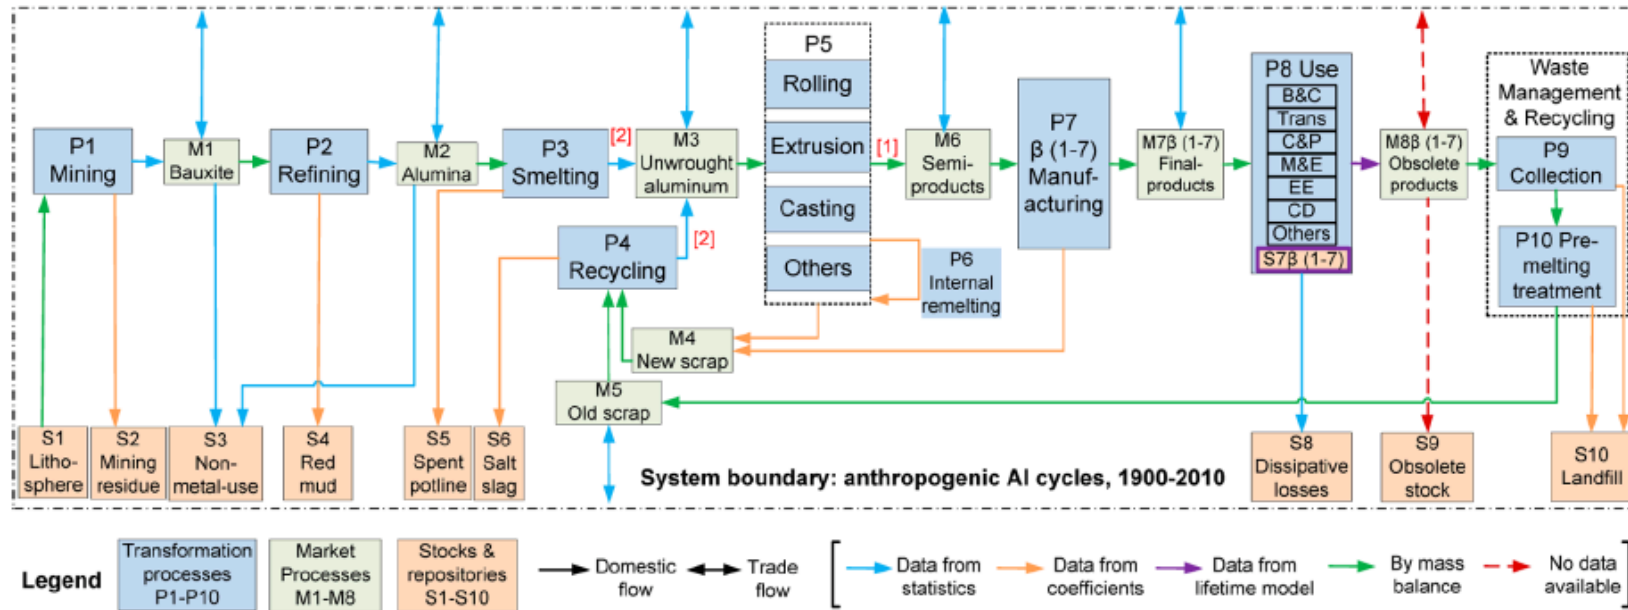 P1
Mining
M1
Bauxite
P2
Refining
M2
Alumina
P3
Smelting
[2]
M3
Unwrought
aluminum
P4
Recycling
[2]
P5
Rolling
Extrusion
Casting
Others
[1]
P6
Internal
remelting
M4
New scrap
M5
Old scrap
M6
Semi-
products
P7
β (1-7)
Manuf-
acturing
M7β (1-7)
Final-
products
P8 Use
B&C
Trans
C&P
M&E
EE
CD
Others
S7β (1-7)
M8β (1-7)
Obsolete
products
Waste
Management
& Recycling
P9
Collection
P10 Pre-
melting
treatment
S1
Litho-
sphere
S2
Mining
residue
S3
Non-
metal-use
S4
Red
mud
S5
Spent
potline
S6
Salt
slag
System boundary: anthropogenic Al cycles, 1900-2010
S8
Dissipative
losses
S9
Obsolete
stock
S10
Landfill
Legend
Transformation
processes
P1-P10
Market
Processes
M1-M8
Stocks &
repositories
S1-S10
Domestic
flow
Trade
flow
Data from
statistics
Data from
coefficients
Data from
lifetime model
By mass
balance
No data
available